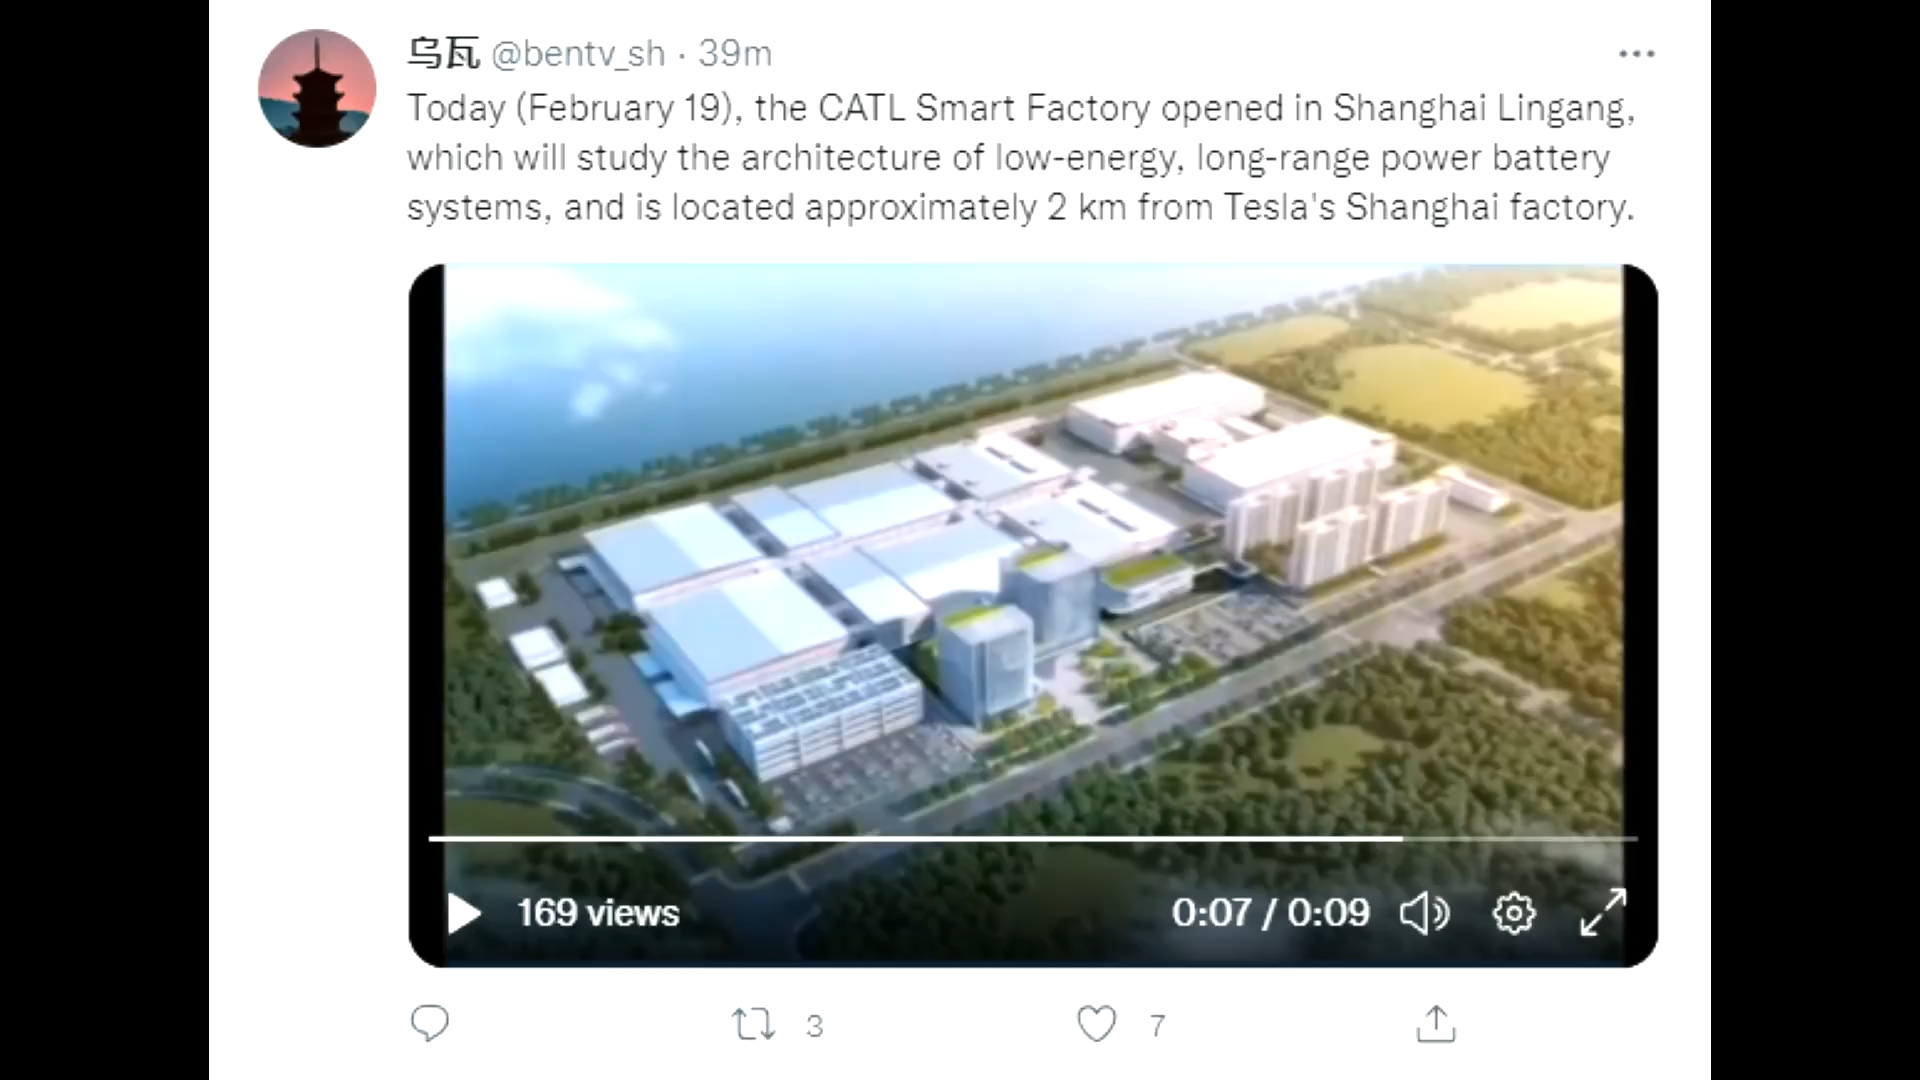 乌瓦 @bentv_sh · 39m
Today (February 19), the CATL Smart Factory opened in Shanghai Lingang,
which will study the architecture of low-energy, long-range power battery
systems, and is located approximately 2 km from Tesla's Shanghai factory.
169 views 0:07 / 0:09
3 7